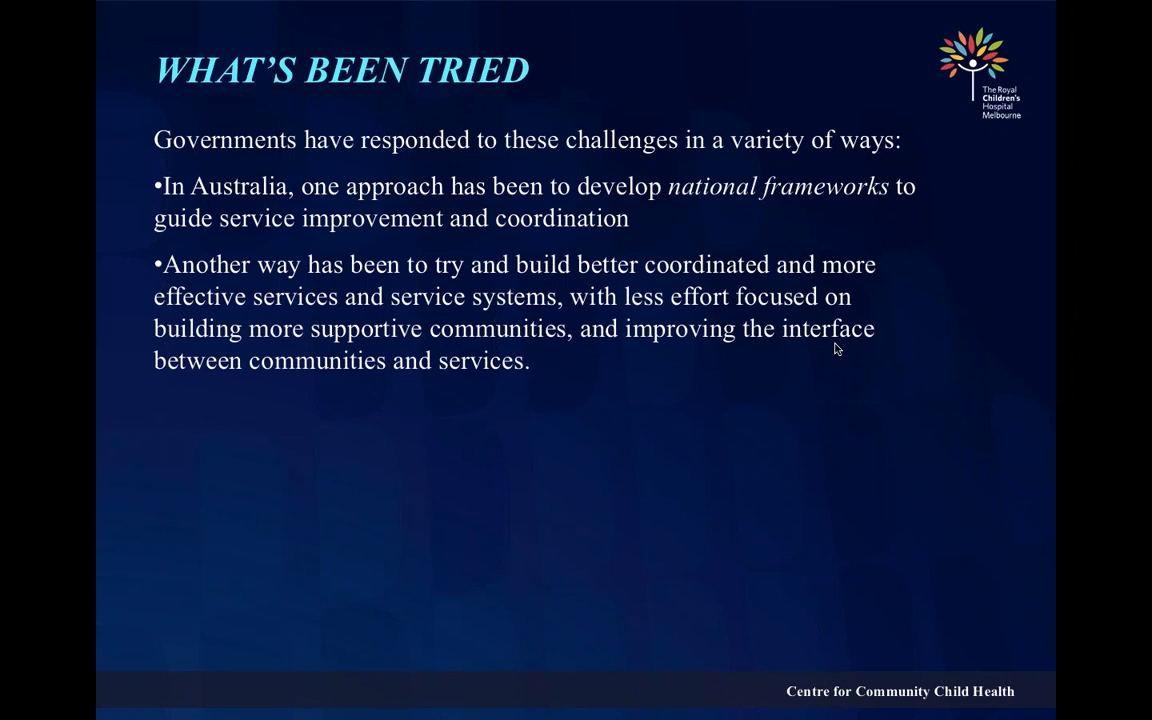 WHAT'S BEEN TRIED
The Royal
Children's
Hospital
Melbourne
Governments have responded to these challenges in a variety of ways:
•In Australia, one approach has been to develop national frameworks to
guide service improvement and coordination
•Another way has been to try and build better coordinated and more
effective services and service systems, with less effort focused on
building more supportive communities, and improving the interface
between communities and services.
Centre for Community Child Health